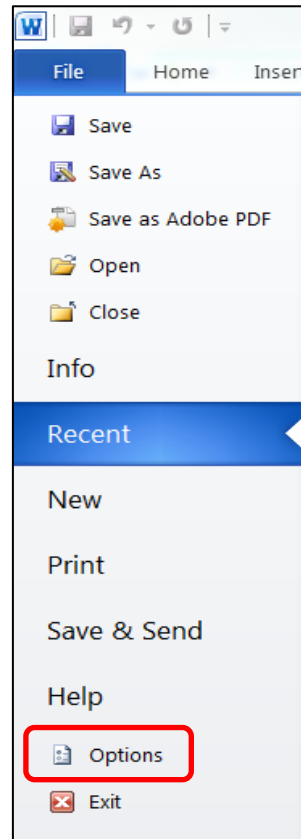 W
File Home Inser
Save
Save As
Save as Adobe PDF
Open
Close
Info
Recent
New
Print
Save & Send
Help
Options
Exit